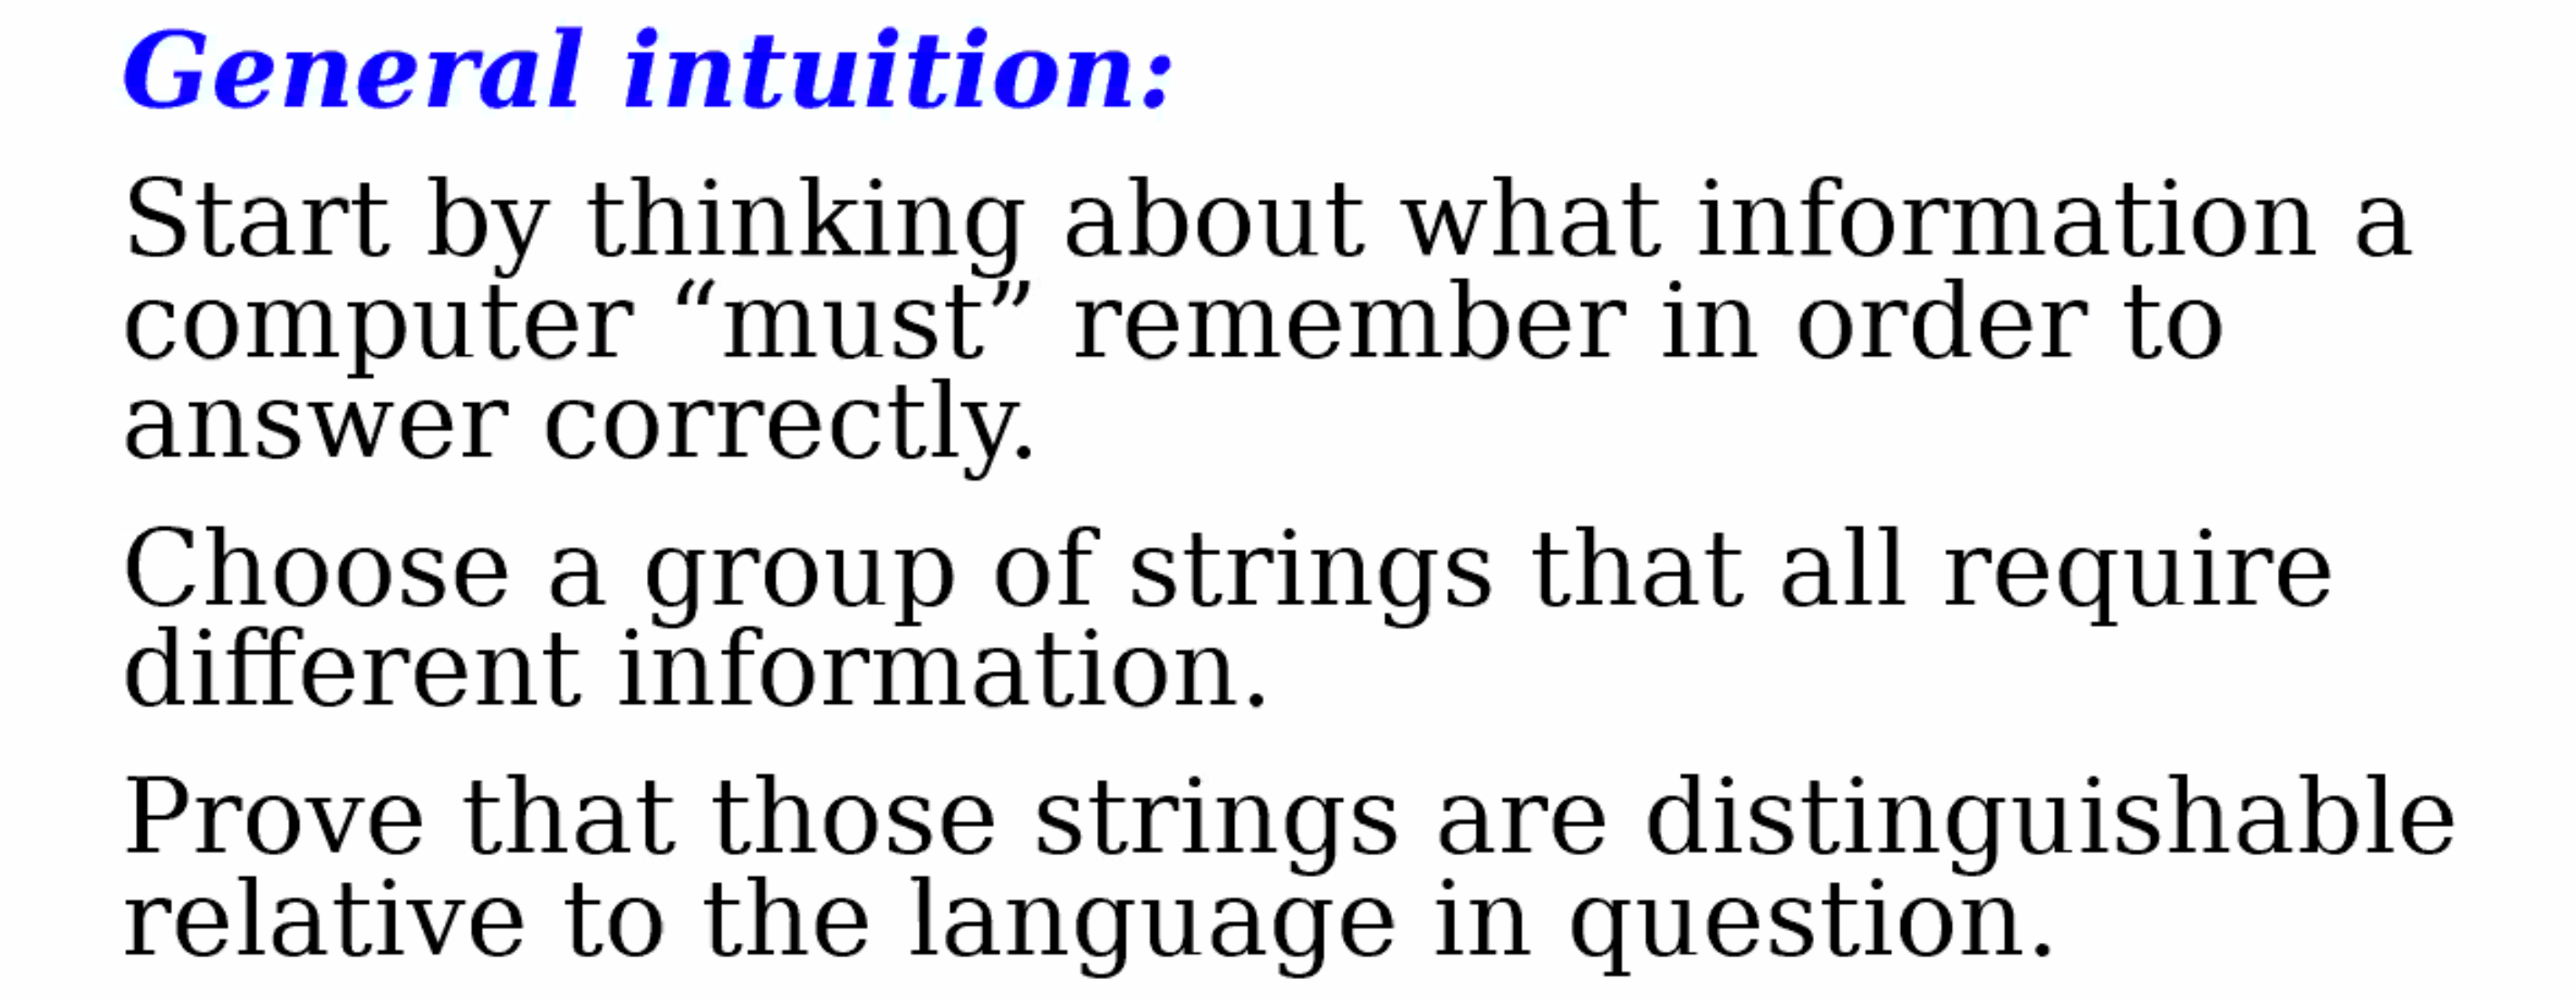 General intuition:
Start by thinking about what information a
computer “must” remember in order to
answer correctly.
Choose a group of strings that all require
different information.
Prove that those strings are distinguishable
relative to the language in question.